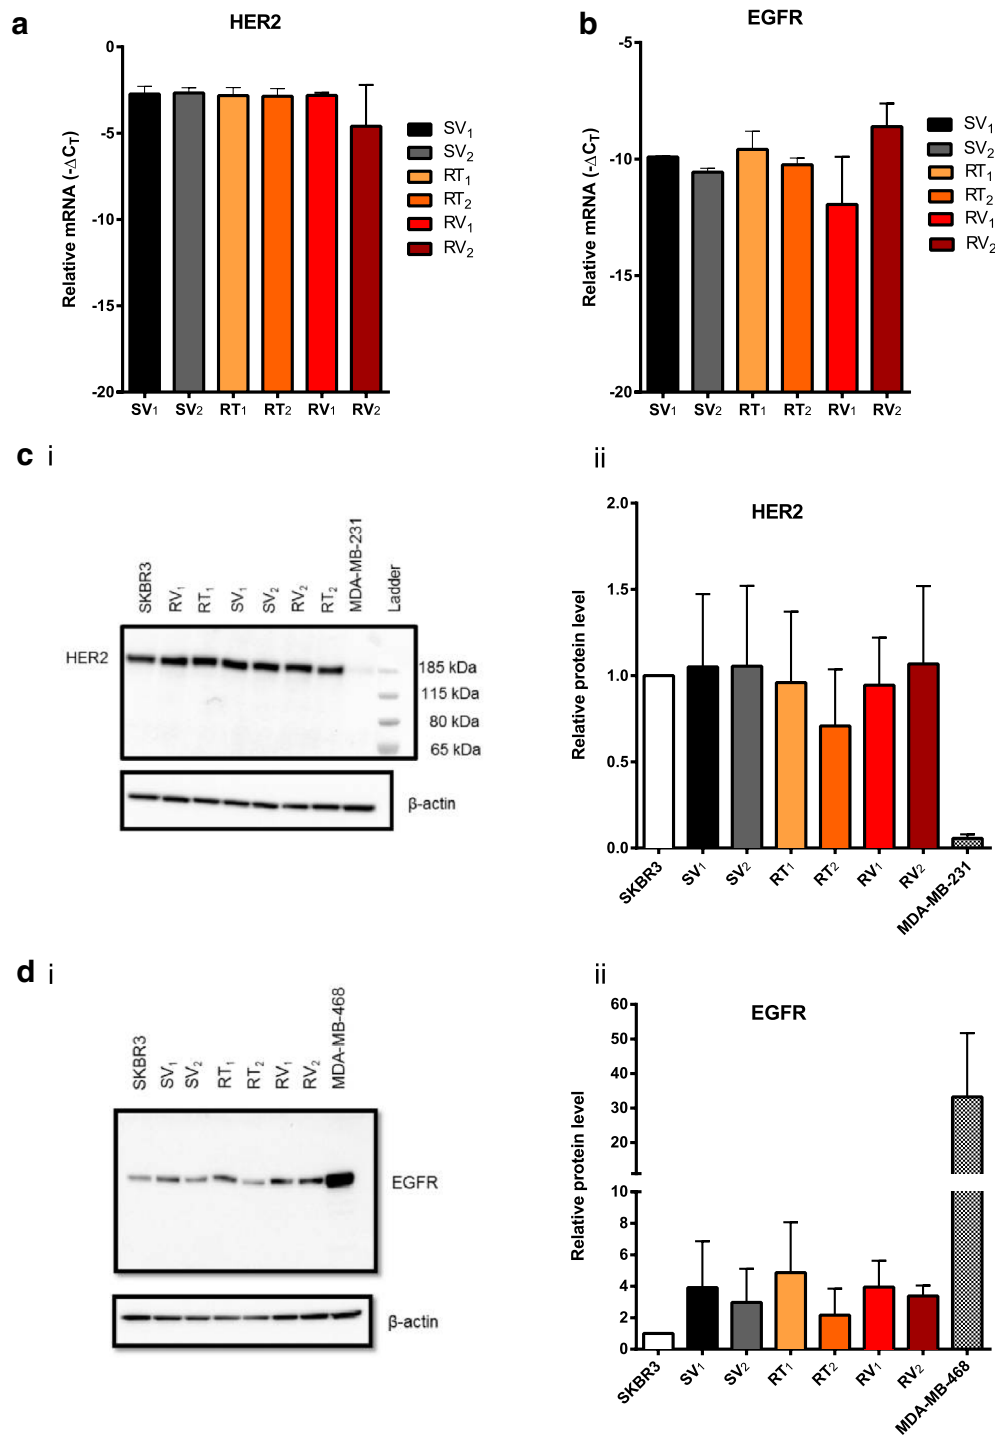 a
HER2
Relative mRNA (-ΔCT)
0
-5
-10
-15
-20
SV1 SV2 RT1 RT2 RV1 RV2
SV1
SV2
RT1
RT2
RV1
RV2
b
EGFR
Relative mRNA (-ΔCT)
-5
-10
-15
-20
SV1 SV2 RT1 RT2 RV1 RV2
SV1
SV2
RT1
RT2
RV1
RV2
c i
SKBR3
RV1
RT1
SV1
SV2
RV2
RT2
MDA-MB-231
Ladder
HER2
185 kDa
115 kDa
80 kDa
65 kDa
β-actin
ii
HER2
Relative protein level
2.0
1.5
1.0
0.5
0.0
SKBR3
SV1
SV2
RT1
RT2
RV1
RV2
MDA-MB-231
d i
SKBR3
SV1
SV2
RT1
RT2
RV1
RV2
MDA-MB-468
EGFR
β-actin
ii
EGFR
Relative protein level
60
50
40
30
20
10
8
6
4
2
0
SKBR3
SV1
SV2
RT1
RT2
RV1
RV2
MDA-MB-468